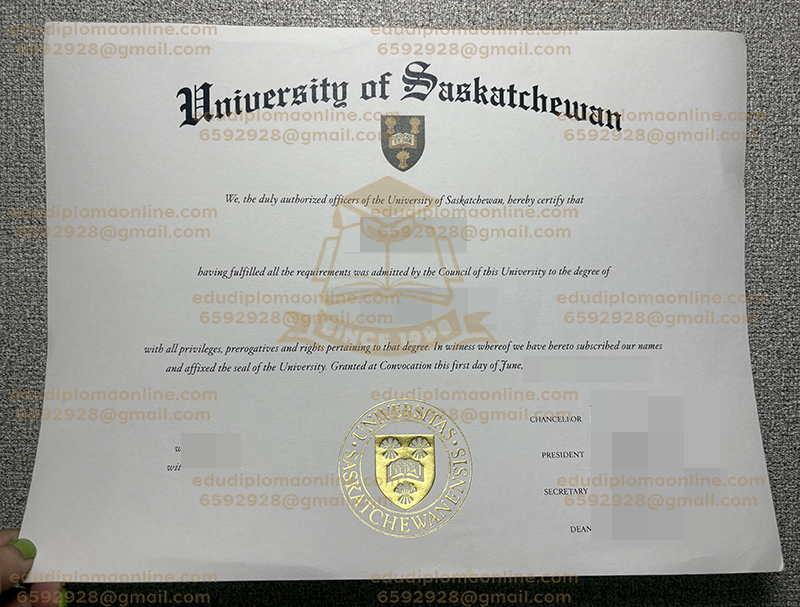 edudiplomaonline.com
6592928@gmail.com
edudiplomaonline.com
6592928@gmail.com
University of Saskatchewan
edudiplomaonline.com
6592928@gmail.com
edudiplomaonline.com
6592928@gmail.com
We, the duly authorized officers of the University of Saskatchewan, hereby certify that
edudiplomaonline.com
6592928@gmail.com
edudiplomaonline.com
6592928@gmail.com
having fulfilled all the requirements was admitted by the Council of this University to the degree of
edudiplomaonline.com
6592928@gmail.com
edudiplomaonline.com
6592928@gmail.com
SINCE
with all privileges, prerogatives and rights pertaining to that degree. In witness whereof we have hereto subscribed our names
and affixed the seal of the University. Granted at Convocation this first day of June,
edudiplomaonline.com
6592928@gmail.com
edudiplomaonline.com
6592928@gmail.com
UNIVERSITAS SASKATCHEWANENSIS
CHANCELLOR
PRESIDENT
edudiplomaonline.com
6592928@gmail.com
edudiplomaonline.com
6592928@gmail.com
SECRETARY
DEAN
edudiplomaonline.com
6592928@gmail.com
edudiplomaonline.com
6592928@gmail.com